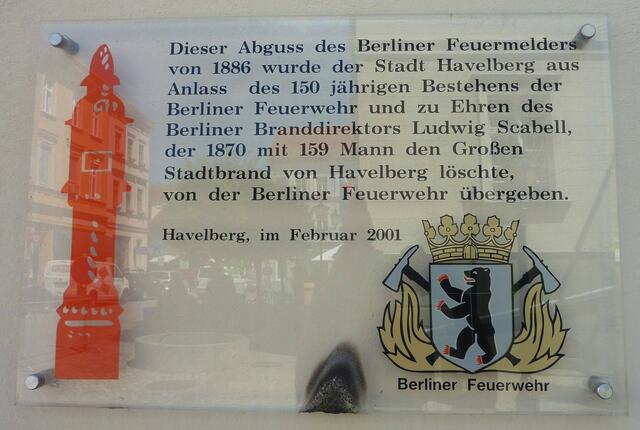 Dieser Abguss des Berliner Feuermelders
von 1886 wurde der Stadt Havelberg aus
Anlass des 150 jährigen Bestehens der
Berliner Feuerwehr und zu Ehren des
Berliner Branddirektors Ludwig Scabell,
der 1870 mit 159 Mann den Großen
Stadtbrand von Havelberg löschte,
von der Berliner Feuerwehr übergeben.
Havelberg, im Februar 2001
Berliner Feuerwehr